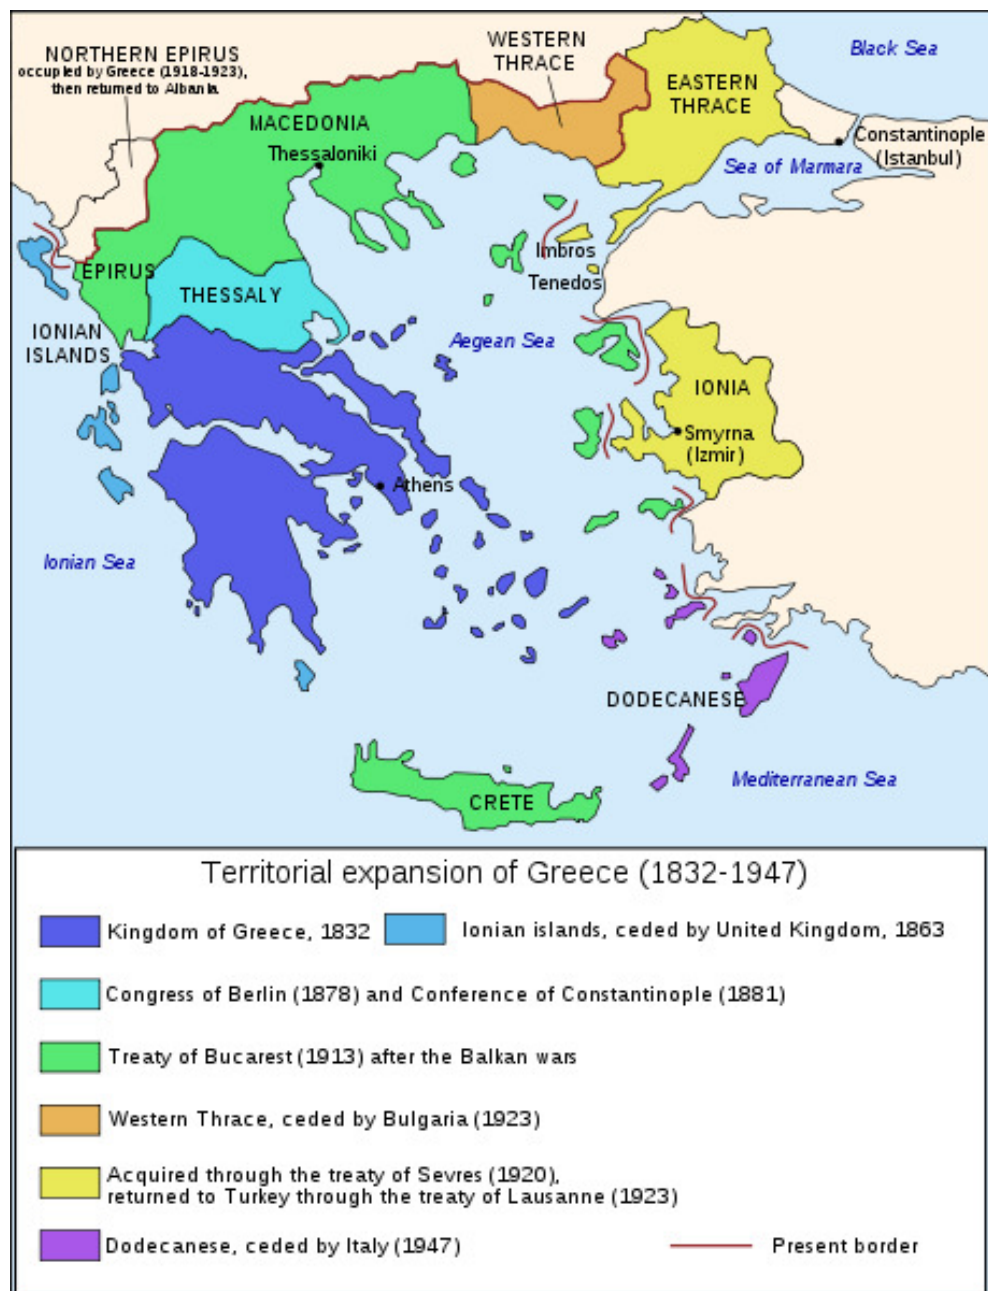 NORTHERN EPIRUS
occupied by Greece (1918-1923),
then returned to Albania
WESTERN
THRACE
Black Sea
EASTERN
THRACE
MACEDONIA
Thessaloniki
Constantinople
(Istanbul)
Sea of Marmara
Imbros
Tenedos
EPIRUS
THESSALY
IONIAN
ISLANDS
Aegean Sea
IONIA
Smyrna
(Izmir)
Athens
Ionian Sea
DODECANESE
Mediterranean Sea
CRETE
Territorial expansion of Greece (1832-1947)
Kingdom of Greece, 1832
Ionian islands, ceded by United Kingdom, 1863
Congress of Berlin (1878) and Conference of Constantinople (1881)
Treaty of Bucarest (1913) after the Balkan wars
Western Thrace, ceded by Bulgaria (1923)
Acquired through the treaty of Sevres (1920),
returned to Turkey through the treaty of Lausanne (1923)
Dodecanese, ceded by Italy (1947)
Present border